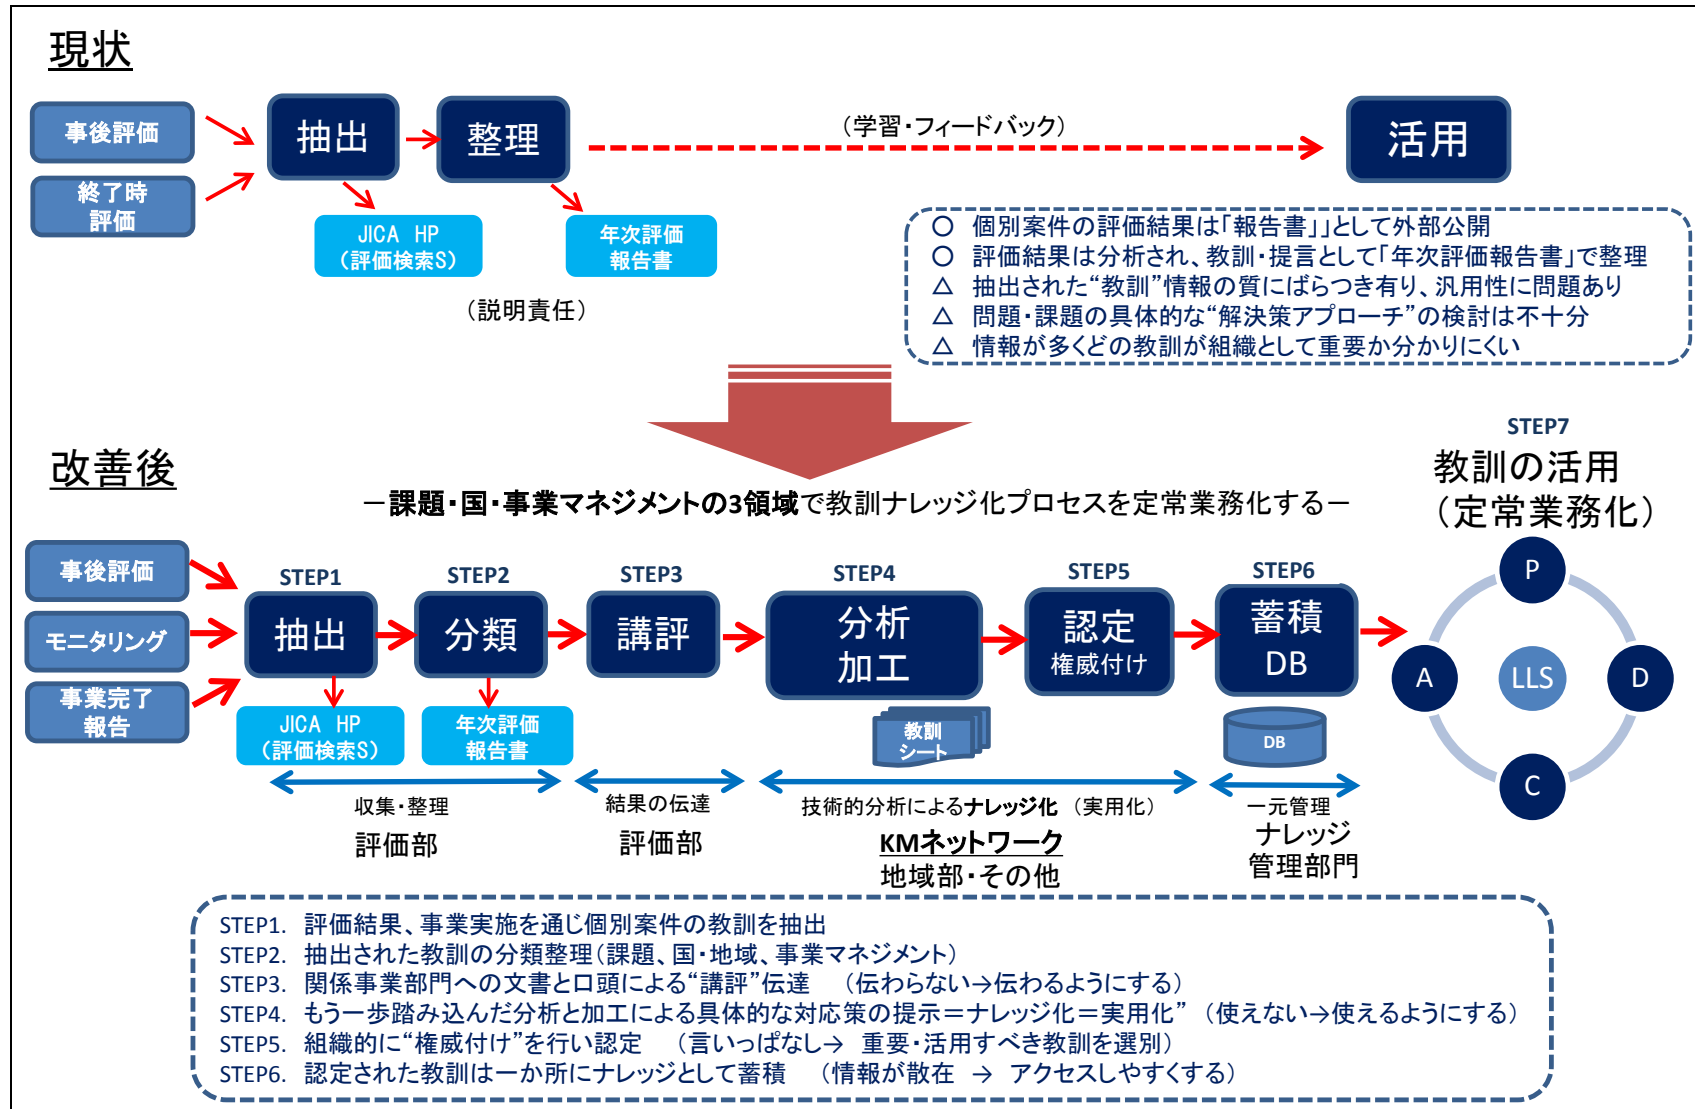 現状
事後評価
終了時
評価
抽出
整理
（学習・フィードバック）
活用
JICA HP
（評価検索S）
年次評価
報告書
（説明責任）
○ 個別案件の評価結果は「報告書」」として外部公開
○ 評価結果は分析され、教訓・提言として「年次評価報告書」で整理
△ 抽出された“教訓”情報の質にばらつき有り、汎用性に問題あり
△ 問題・課題の具体的な“解決策アプローチ”の検討は不十分
△ 情報が多くどの教訓が組織として重要か分かりにくい
改善後
－課題・国・事業マネジメントの3領域で教訓ナレッジ化プロセスを定常業務化する－
STEP7
教訓の活用
（定常業務化）
事後評価
モニタリング
事業完了
報告
STEP1
抽出
STEP2
分類
STEP3
講評
STEP4
分析
加工
STEP5
認定
権威付け
STEP6
蓄積
DB
P
A
LLS
D
C
JICA HP
（評価検索S）
年次評価
報告書
教訓
シート
DB
収集・整理
評価部
結果の伝達
評価部
技術的分析によるナレッジ化 （実用化）
KMネットワーク
地域部・その他
一元管理
ナレッジ
管理部門
STEP1. 評価結果、事業実施を通じ個別案件の教訓を抽出
STEP2. 抽出された教訓の分類整理（課題、国・地域、事業マネジメント）
STEP3. 関係事業部門への文書と口頭による“講評”伝達 （伝わらない→伝わるようにする）
STEP4. もう一歩踏み込んだ分析と加工による具体的な対応策の提示＝ナレッジ化＝実用化” （使えない→使えるようにする）
STEP5. 組織的に“権威付け”を行い認定 （言いっぱなし→ 重要・活用すべき教訓を選別）
STEP6. 認定された教訓は一か所にナレッジとして蓄積 （情報が散在 → アクセスしやすくする）